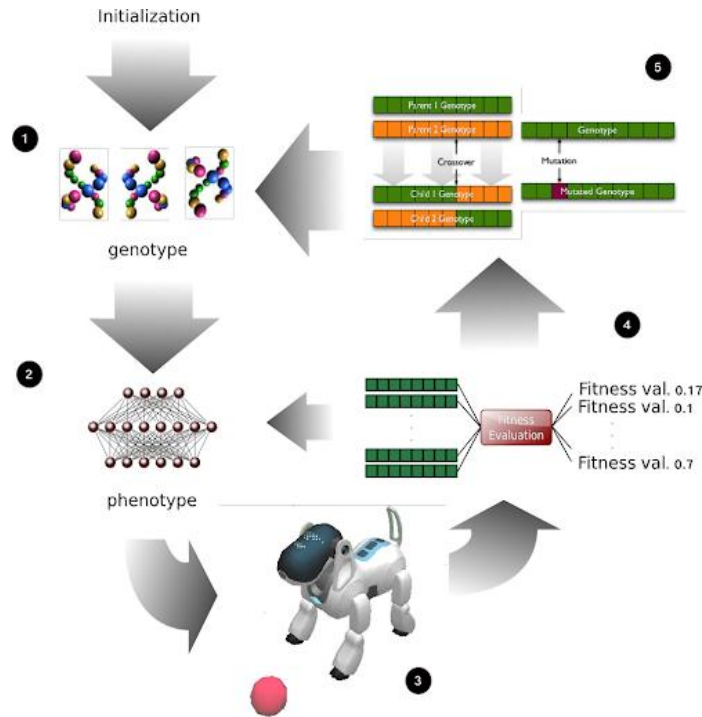 Initialization
1
genotype
2
phenotype
3
4
Fitness Evaluation
Fitness val. 0.17
Fitness val. 0.1
Fitness val. 0.7
5
Parent 1 Genotype
Parent 2 Genotype
Crossover
Child 1 Genotype
Child 2 Genotype
Genotype
Mutation
Mutated Genotype